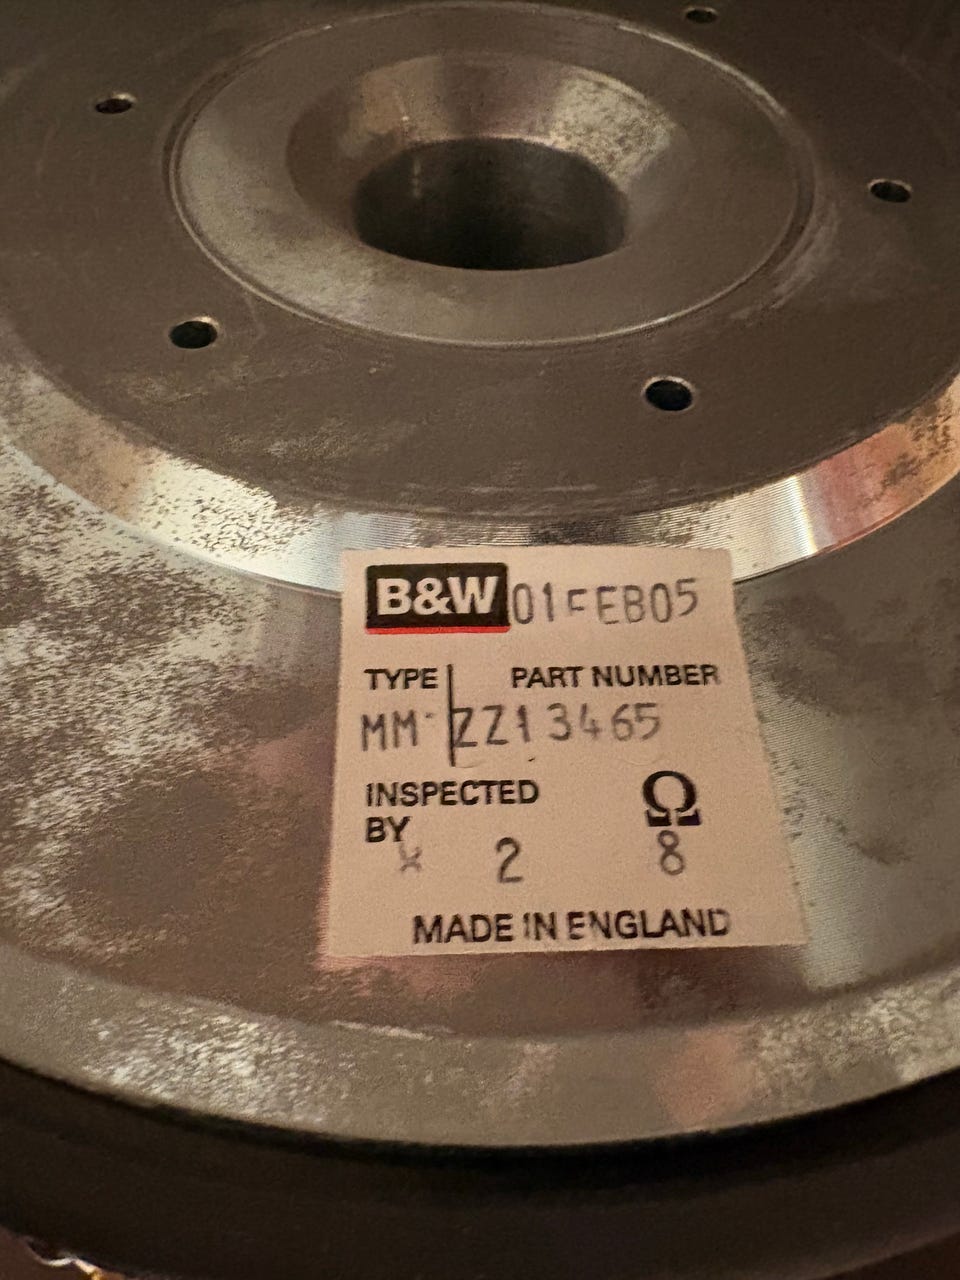 B&W 01FEB05
TYPE PART NUMBER
MM- ZZ13465
INSPECTED Ω
BY
2 8
MADE IN ENGLAND